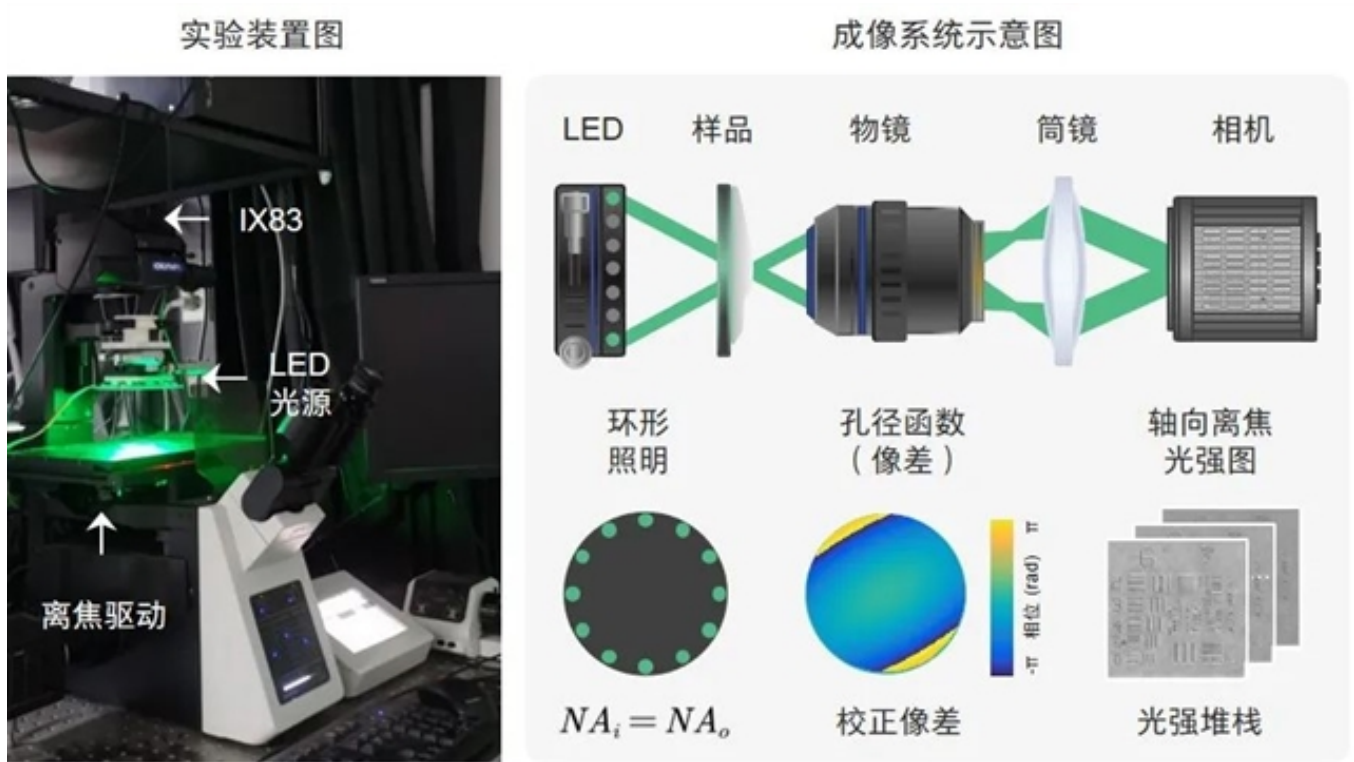 实验装置图
成像系统示意图
IX83
LED
光源
离焦驱动
LED
样品
物镜
筒镜
相机
环形
照明
孔径函数
（像差）
轴向离焦
光强图
π
相位 (rad)
-π
NAᵢ = NAₒ
校正像差
光强堆栈